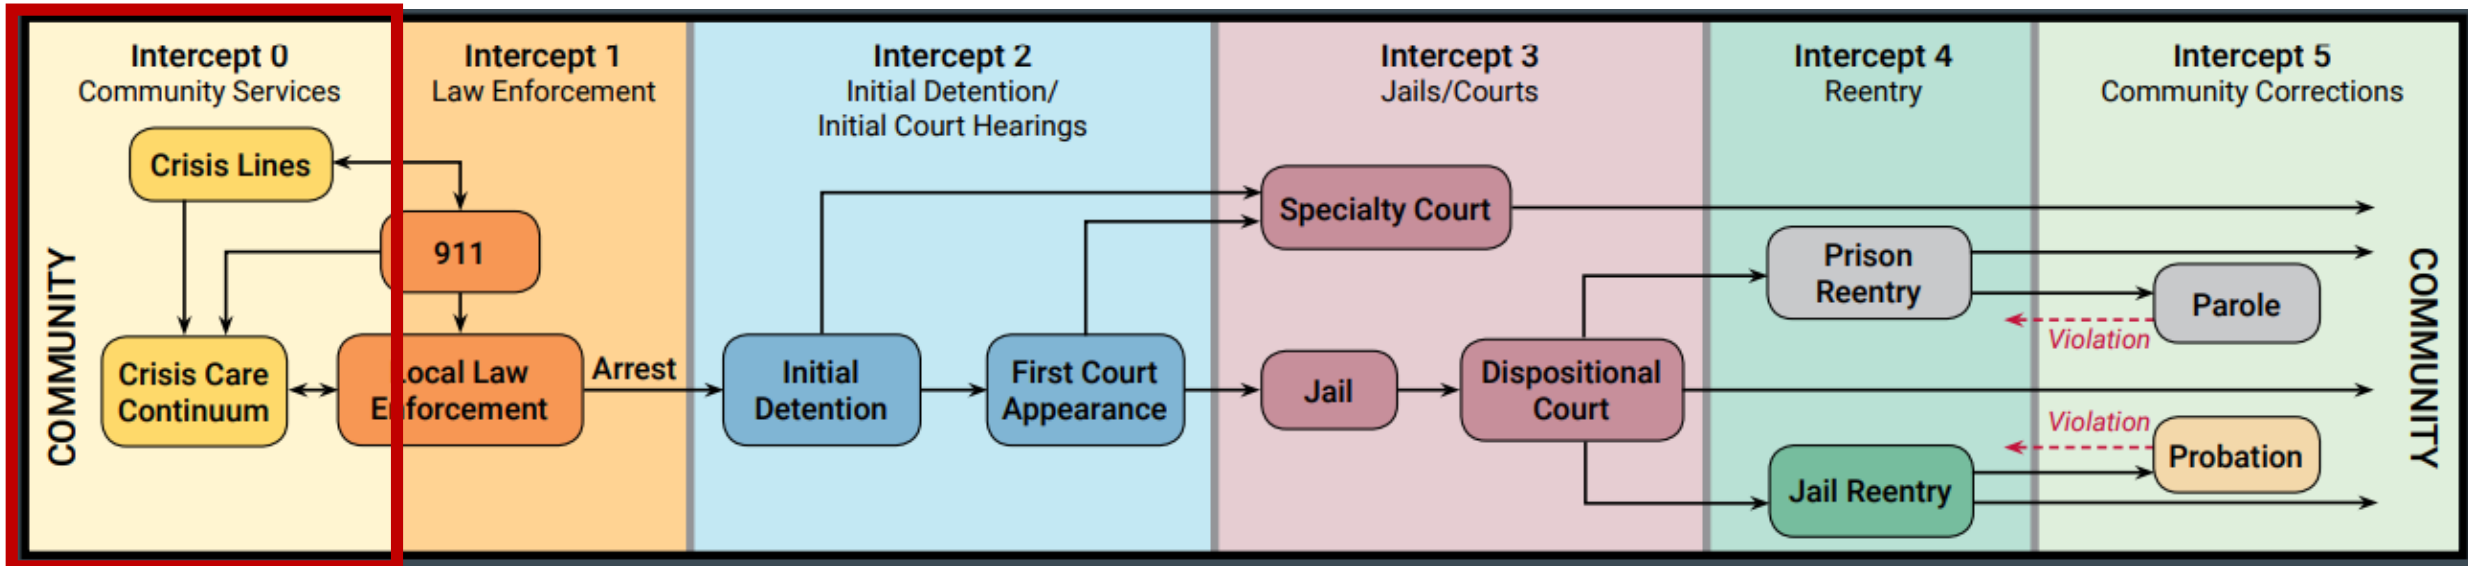 Intercept 0
Community Services
Crisis Lines
COMMUNITY
Crisis Care
Continuum
Intercept 1
Law Enforcement
911
Local Law
Enforcement
Arrest
Intercept 2
Initial Detention/
Initial Court Hearings
Initial
Detention
First Court
Appearance
Intercept 3
Jails/Courts
Specialty Court
Jail
Dispositional
Court
Intercept 4
Reentry
Prison
Reentry
Jail Reentry
Intercept 5
Community Corrections
Parole
Violation
Violation
Probation
COMMUNITY